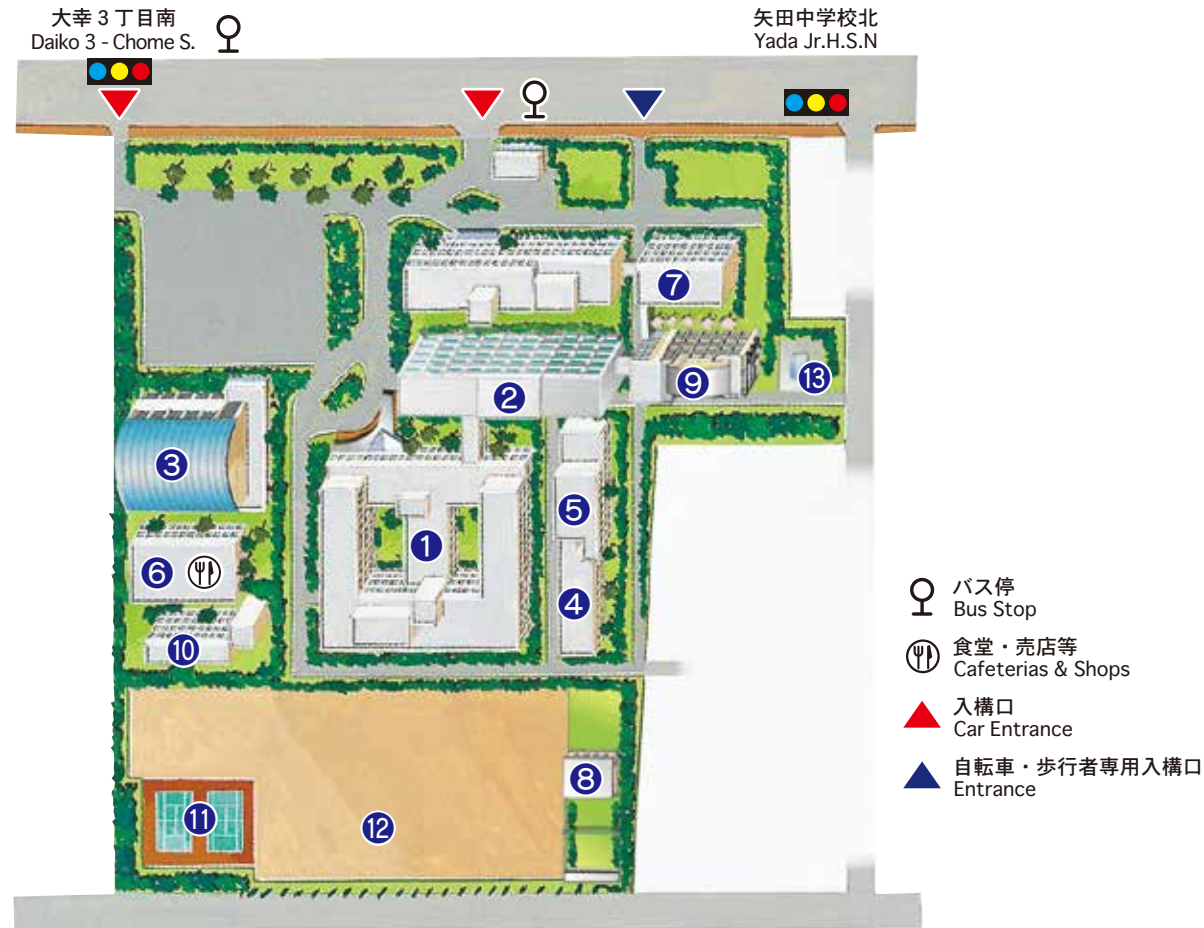 大幸３丁目南
Daiko 3 - Chome S.
矢田中学校北
Yada Jr.H.S.N
7
2
9
13
3
5
1
6
4
10
8
11
12
バス停
Bus Stop
食堂・売店等
Cafeterias & Shops
入構口
Car Entrance
自転車・歩行者専用入構口
Entrance